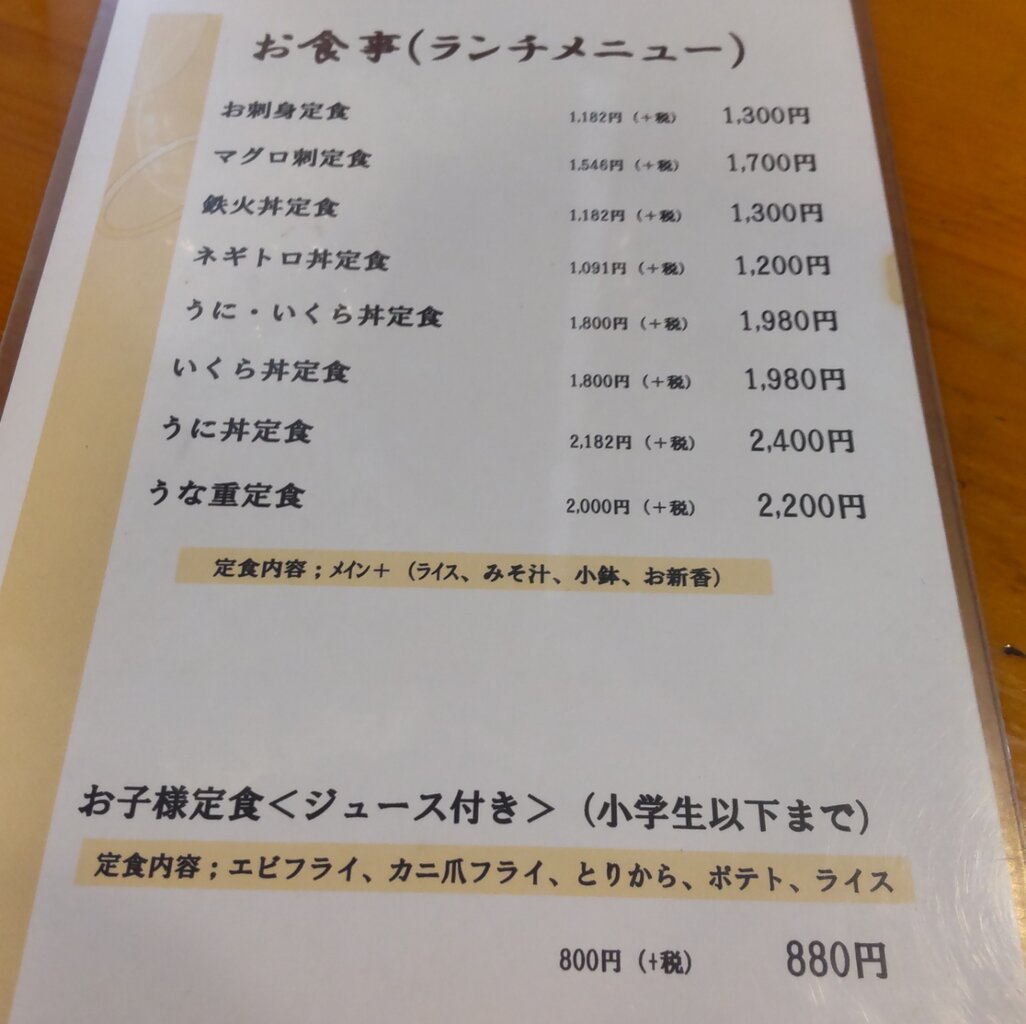 お食事(ランチメニュー)
お刺身定食 1,182円（＋税） 1,300円
マグロ刺定食 1,546円（＋税） 1,700円
鉄火丼定食 1,182円（＋税） 1,300円
ネギトロ丼定食 1,091円（＋税） 1,200円
うに・いくら丼定食 1,800円（＋税） 1,980円
いくら丼定食 1,800円（＋税） 1,980円
うに丼定食 2,182円（＋税） 2,400円
うな重定食 2,000円（＋税） 2,200円
定食内容；メイン＋（ライス、みそ汁、小鉢、お新香）
お子様定食＜ジュース付き＞（小学生以下まで）
定食内容；エビフライ、カニ爪フライ、とりから、ポテト、ライス
800円（+税） 880円